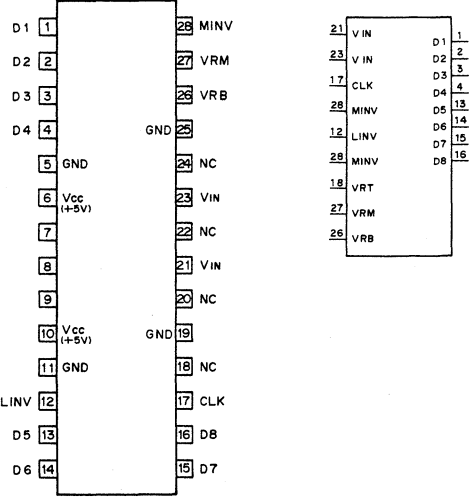 D1 1 28 MINV
D2 2 27 VRM
D3 3 26 VRB
D4 4 GND 25
5 GND 24 NC
6 Vcc (+5V) 23 VIN
7 22 NC
8 21 VIN
9 20 NC
10 Vcc (+5V) GND 19
11 GND 18 NC
LINV 12 17 CLK
D5 13 16 D8
D6 14 15 D7
21 VIN D1 1
23 VIN D2 2
17 CLK D3 3
28 MINV D4 4
12 LINV D5 13
28 MINV D6 14
18 VRT D7 15
27 VRM D8 16
26 VRB